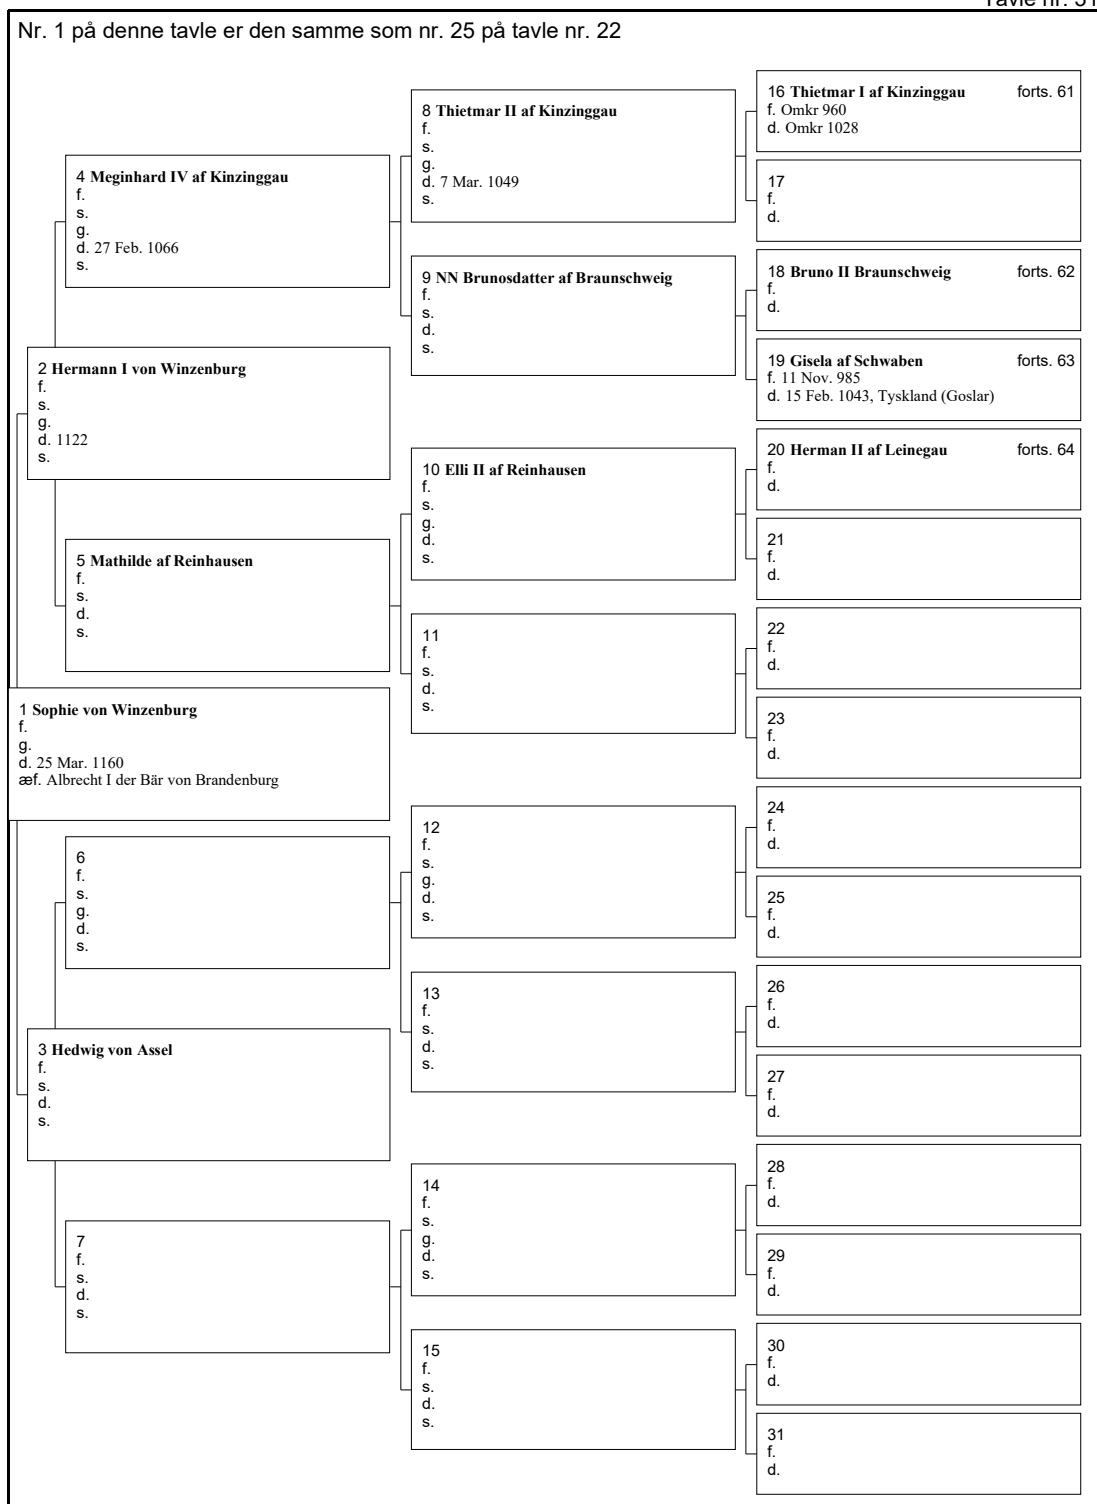 Tavle nr. 31
Nr. 1 på denne tavle er den samme som nr. 25 på tavle nr. 22
16 Thietmar I af Kinzinggau forts. 61
f. Omkr 960
d. Omkr 1028
8 Thietmar II af Kinzinggau
f.
s.
g.
d. 7 Mar. 1049
s.
4 Meginhard IV af Kinzinggau
f.
s.
g.
d. 27 Feb. 1066
s.
17
f.
d.
18 Bruno II Braunschweig forts. 62
f.
d.
9 NN Brunosdatter af Braunschweig
f.
s.
d.
s.
19 Gisela af Schwaben forts. 63
f. 11 Nov. 985
d. 15 Feb. 1043, Tyskland (Goslar)
2 Hermann I von Winzenburg
f.
s.
g.
d. 1122
s.
20 Herman II af Leinegau forts. 64
f.
d.
10 Elli II af Reinhausen
f.
s.
g.
d.
s.
21
f.
d.
5 Mathilde af Reinhausen
f.
s.
d.
s.
22
f.
d.
11
f.
s.
d.
s.
23
f.
d.
1 Sophie von Winzenburg
f.
g.
d. 25 Mar. 1160
æf. Albrecht I der Bär von Brandenburg
24
f.
d.
12
f.
s.
g.
d.
s.
6
f.
s.
g.
d.
s.
25
f.
d.
26
f.
d.
13
f.
s.
d.
s.
3 Hedwig von Assel
f.
s.
d.
s.
27
f.
d.
28
f.
d.
14
f.
s.
g.
d.
s.
7
f.
s.
d.
s.
29
f.
d.
30
f.
d.
15
f.
s.
d.
s.
31
f.
d.